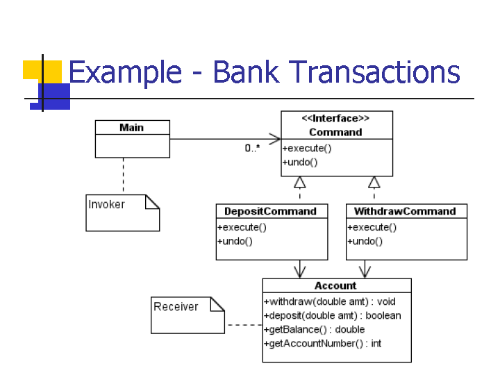 Example - Bank Transactions
<<Interface>>
Command
+execute()
+undo()
Main
0..*
Invoker
DepositCommand
+execute()
+undo()
WithdrawCommand
+execute()
+undo()
Account
+withdraw(double amt) : void
+deposit(double amt) : boolean
+getBalance() : double
+getAccountNumber() : int
Receiver